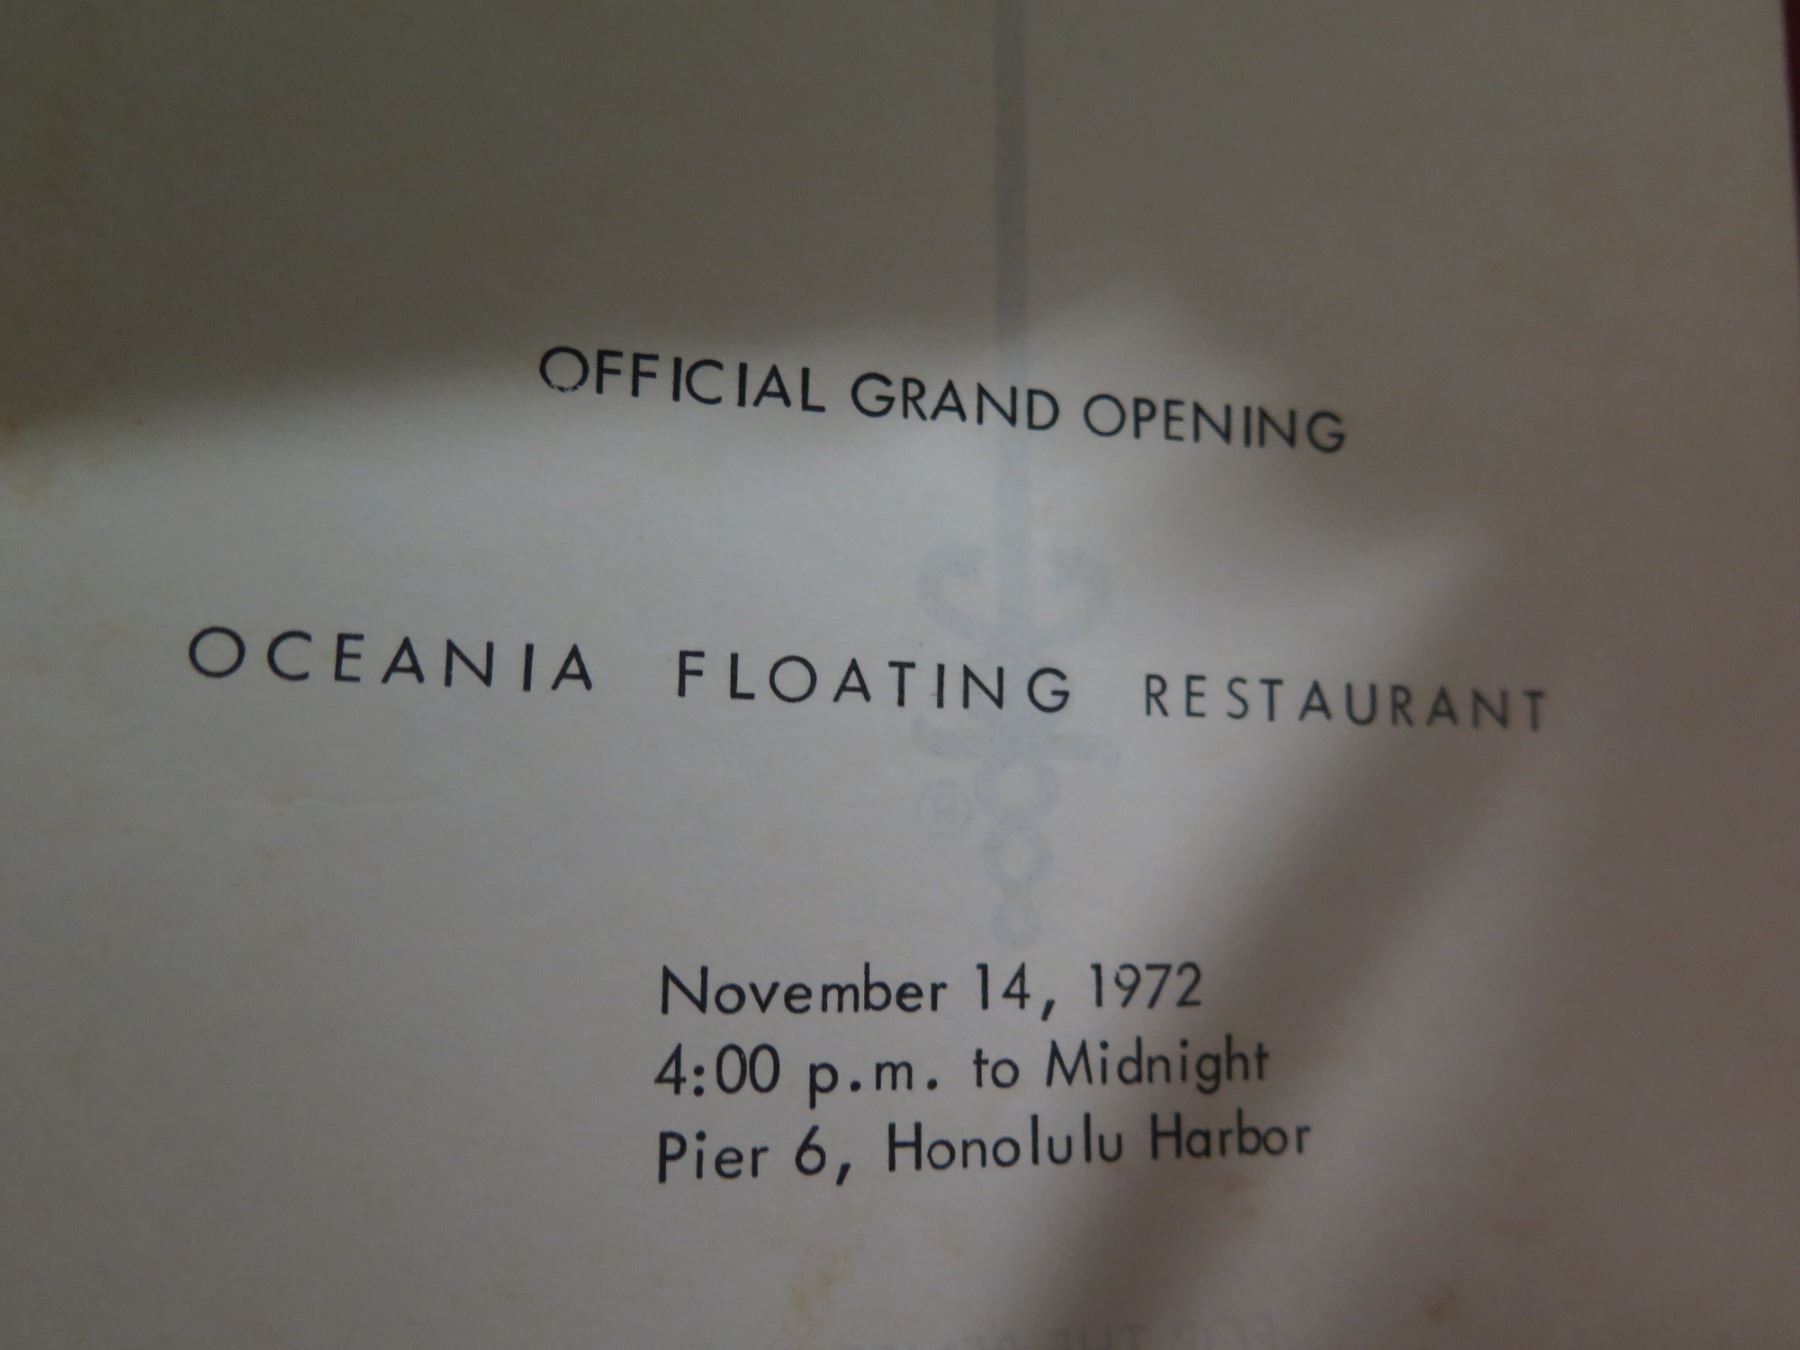 OFFICIAL GRAND OPENING
OCEANIA FLOATING RESTAURANT
November 14, 1972
4:00 p.m. to Midnight
Pier 6, Honolulu Harbor